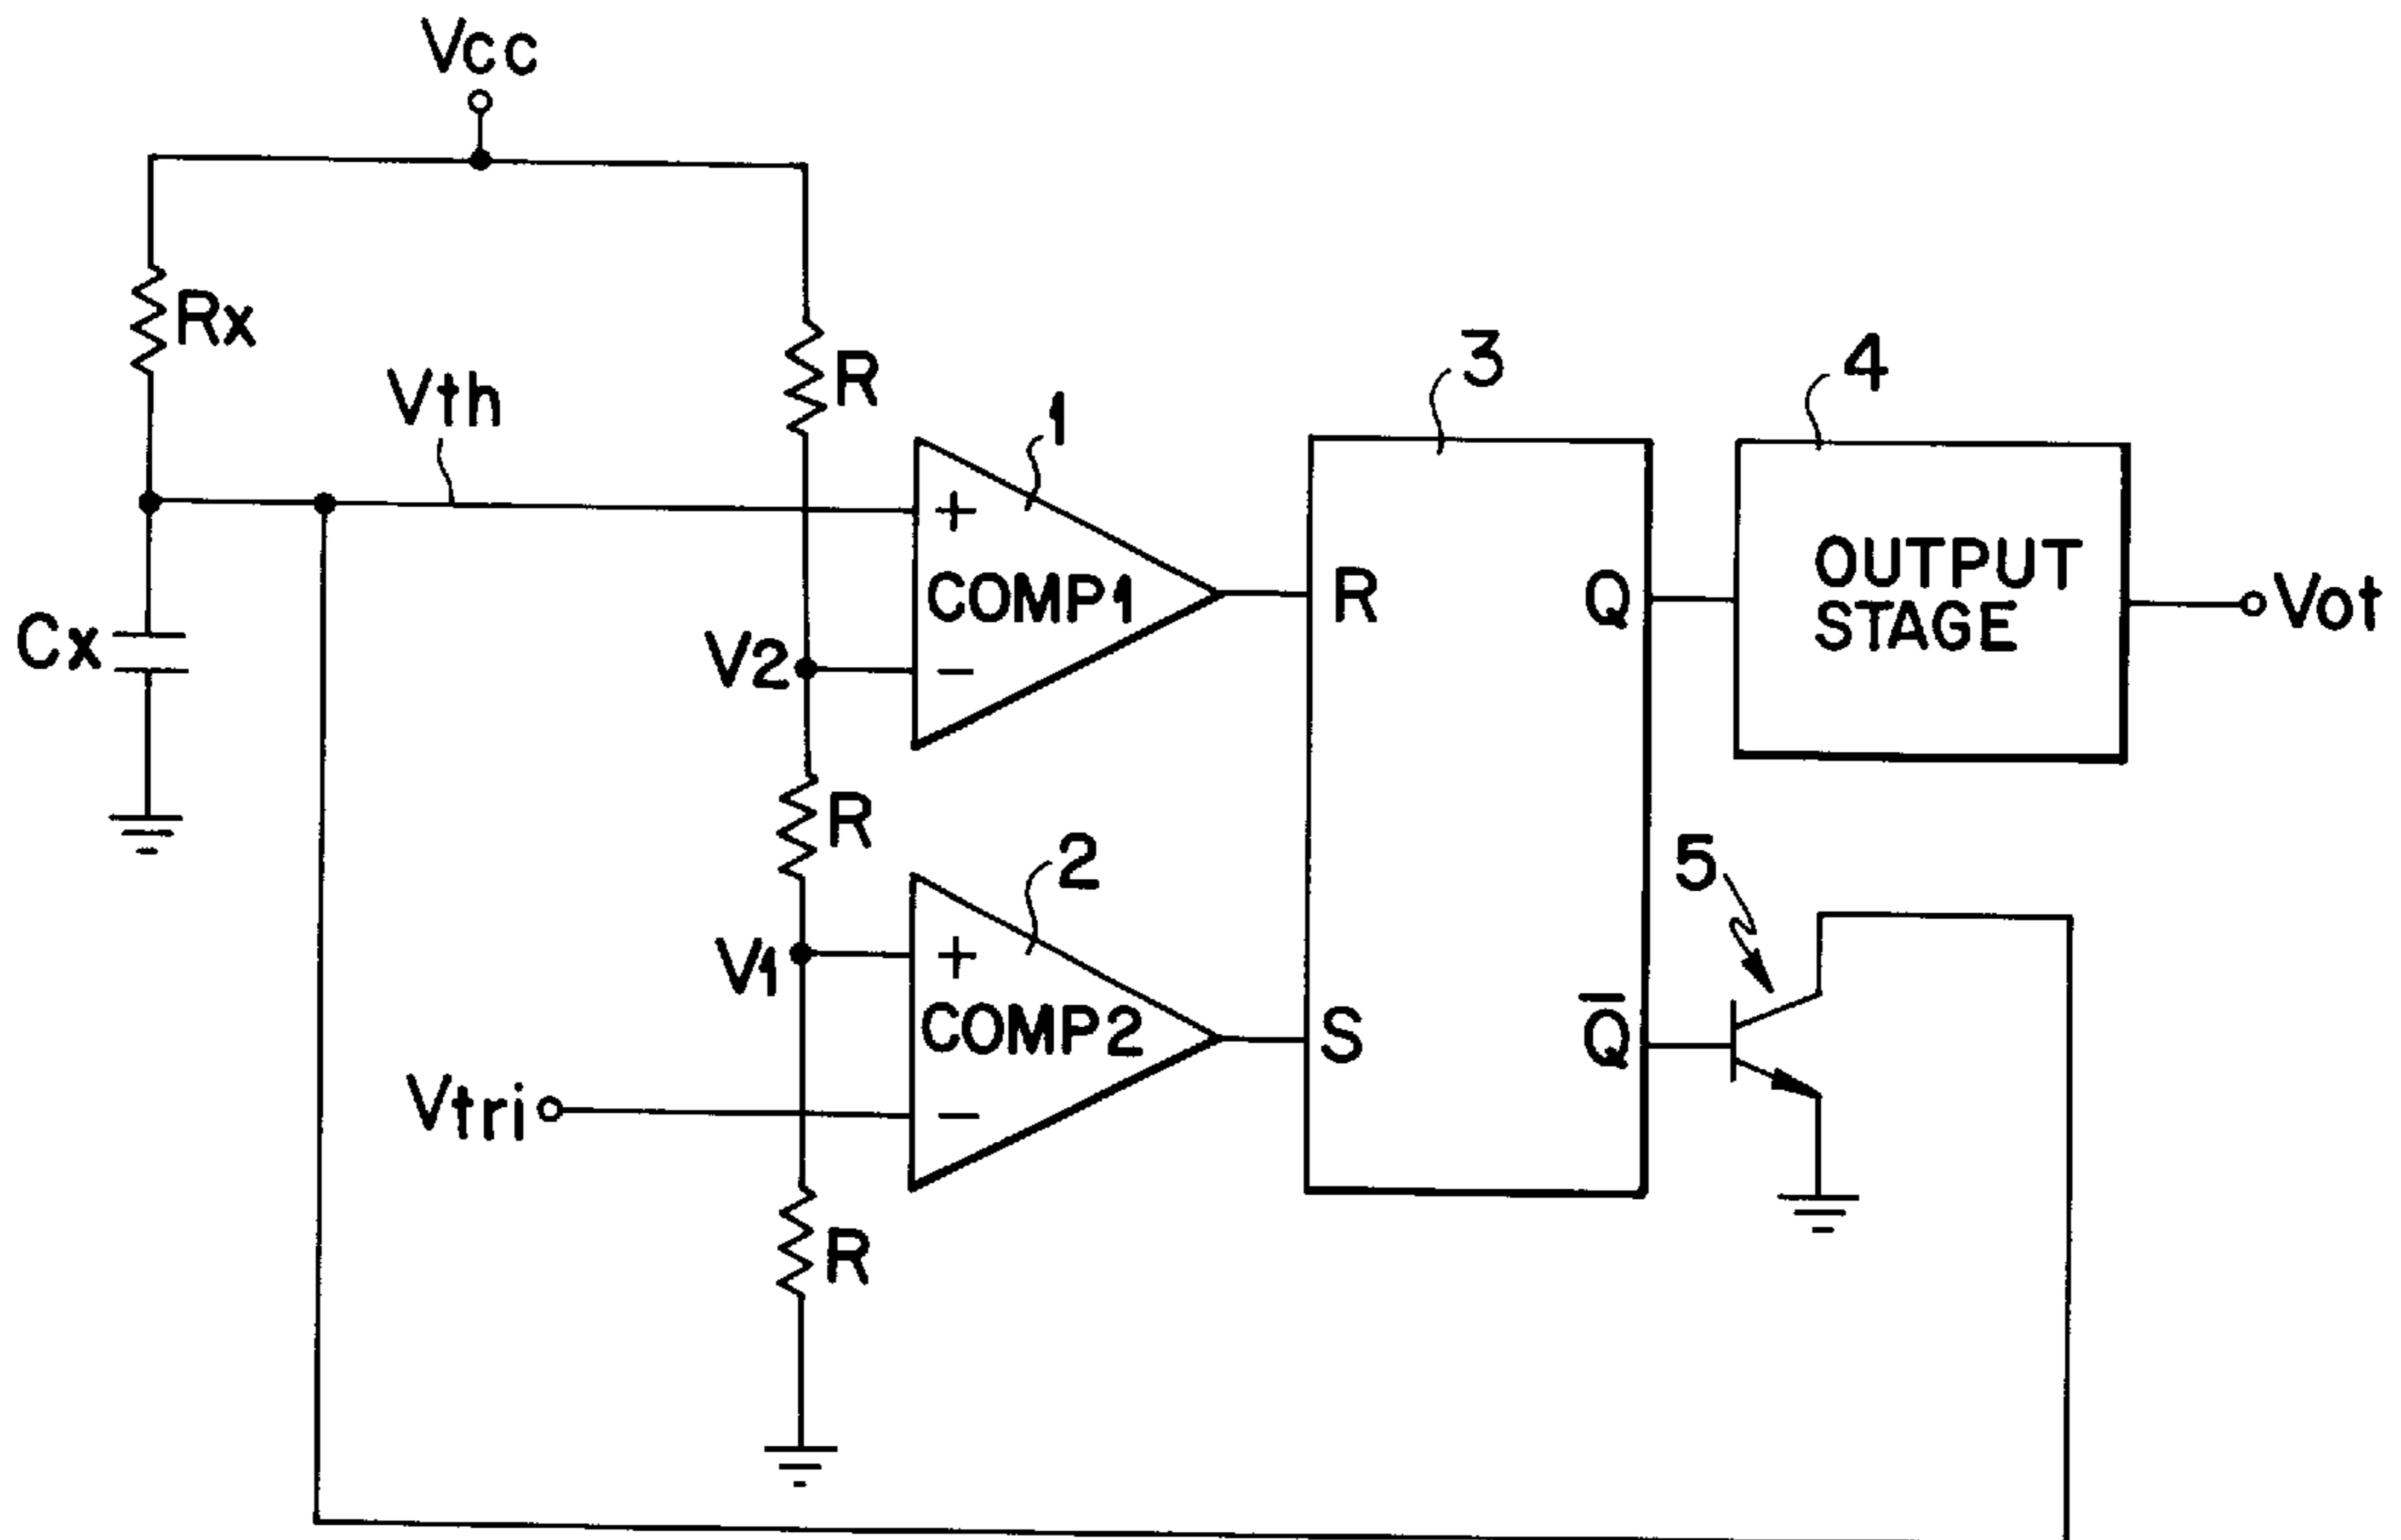 Vcc
Rx
Vth
R
1
3
4
+
COMP1
R
Q
OUTPUT
STAGE
Vot
Cx
V2
−
R
2
5
V1
+
COMP2
S
Q̅
Vtri
−
R